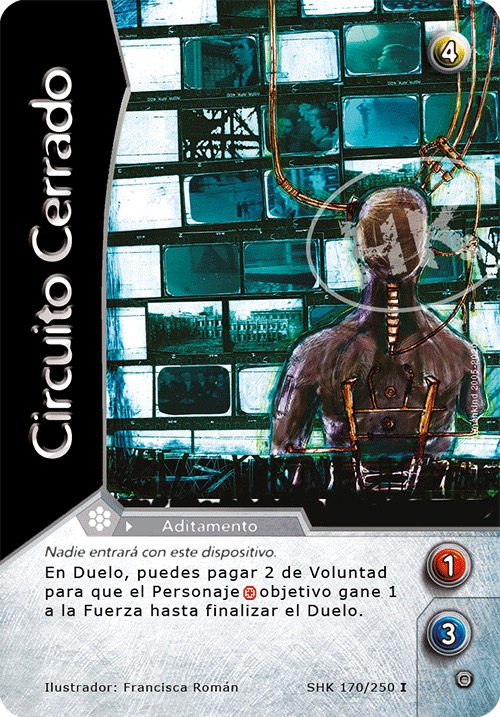 4
Circuito Cerrado
Aditamento
Nadie entrará con este dispositivo.
En Duelo, puedes pagar 2 de Voluntad
para que el Personaje objetivo gane 1
a la Fuerza hasta finalizar el Duelo.
1
3
Ilustrador: Francisca Román
SHK 170/250 I